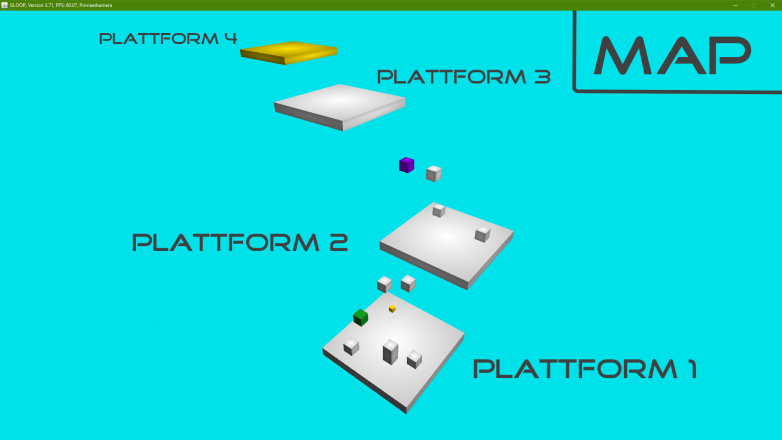 GLOOP, Version 3.71, FPS: 60.07, Primaerkamera
PLATTFORM 4
MAP
PLATTFORM 3
PLATTFORM 2
PLATTFORM 1